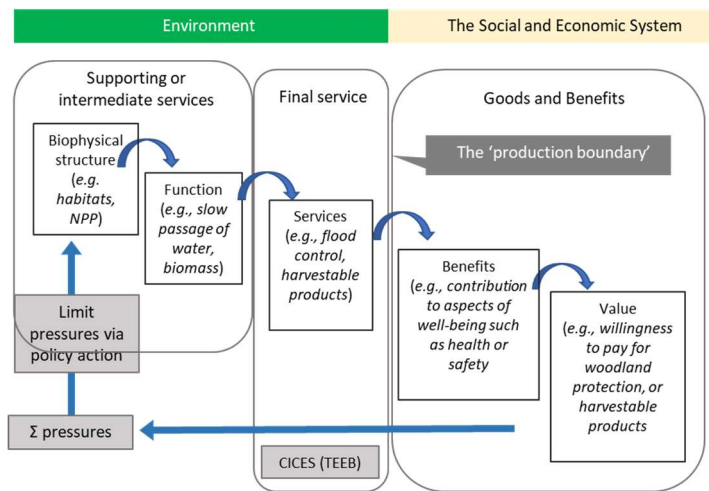 Environment
The Social and Economic System
Supporting or
intermediate services
Final service
Goods and Benefits
Biophysical
structure
(e.g.
habitats,
NPP)
The 'production boundary'
Function
(e.g., slow
passage of
water,
biomass)
Services
(e.g., flood
control,
harvestable
products)
Benefits
(e.g., contribution
to aspects of
well-being such
as health or
safety
Value
(e.g., willingness
to pay for
woodland
protection, or
harvestable
products
Limit
pressures via
policy action
Σ pressures
CICES (TEEB)